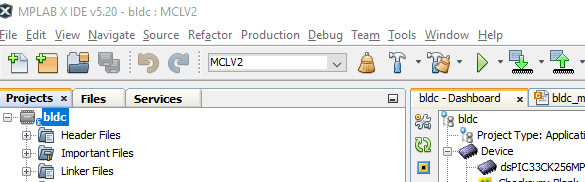 MPLAB X IDE v5.20 - bldc : MCLV2
File Edit View Navigate Source Refactor Production Debug Team Tools Window Help
MCLV2
Projects Files Services
bldc - Dashboard
bldc
Header Files
Important Files
Linker Files
bldc
Project Type: Applicati
Device
dsPIC33CK256MP